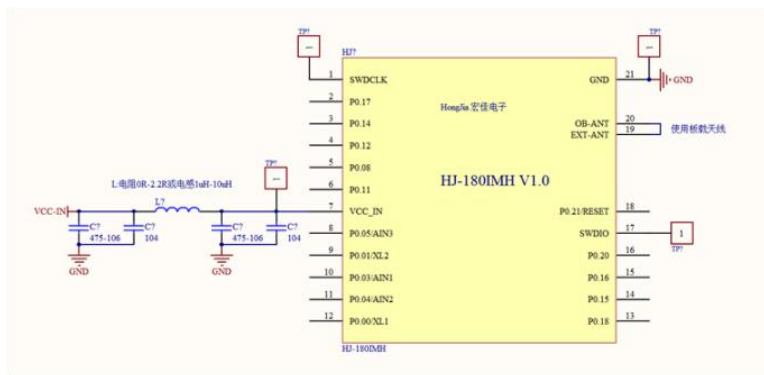 TP?
1
TP?
1
HJ?
1
SWDCLK
GND
21
GND
2
P0.17
HongJia 宏佳电子
3
P0.14
OB-ANT
20
使用板载天线
EXT-ANT
19
4
P0.12
5
P0.08
TP?
1
L:电阻0R-2.2R或电感1uH-10uH
6
P0.11
HJ-180IMH V1.0
L?
VCC-IN
7
VCC_IN
P0.21/RESET
18
C?
475-106
C?
104
C?
475-106
C?
104
8
P0.05/AIN3
SWDIO
17
1
TP?
9
P0.01/XL2
P0.20
16
GND
GND
10
P0.03/AIN1
P0.16
15
11
P0.04/AIN2
P0.15
14
12
P0.00/XL1
P0.18
13
HJ-180IMH